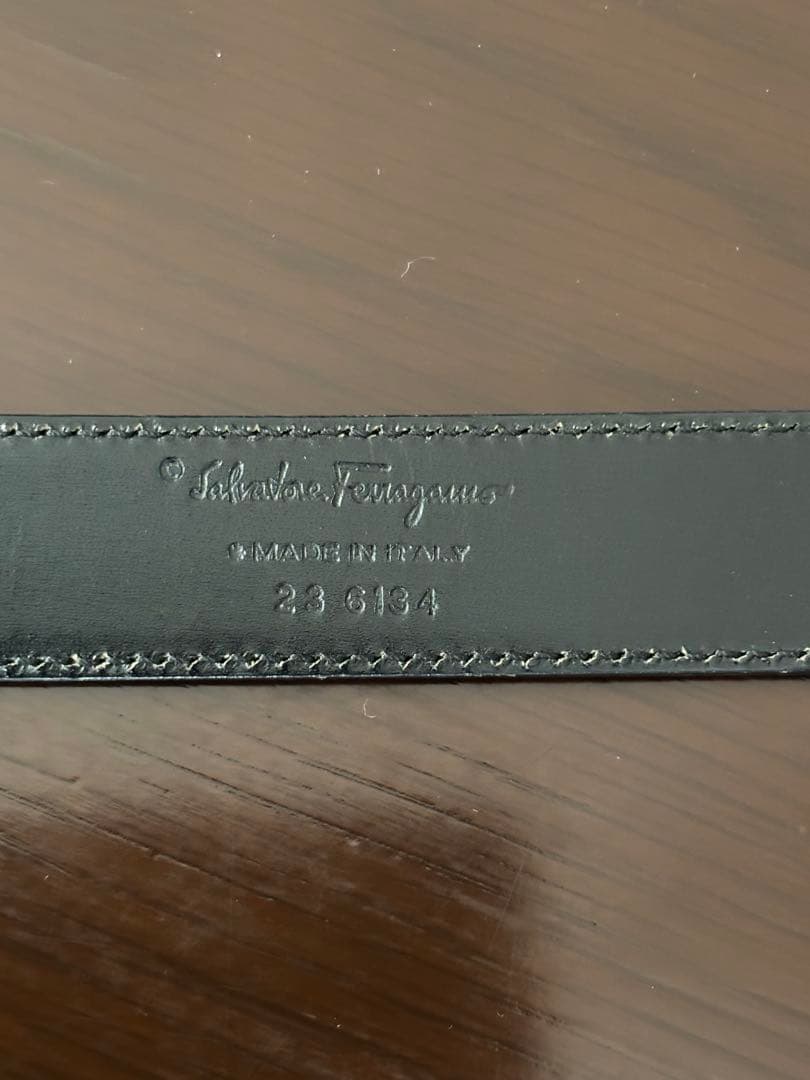 © Salvatore Ferragamo
MADE IN ITALY
23 6134